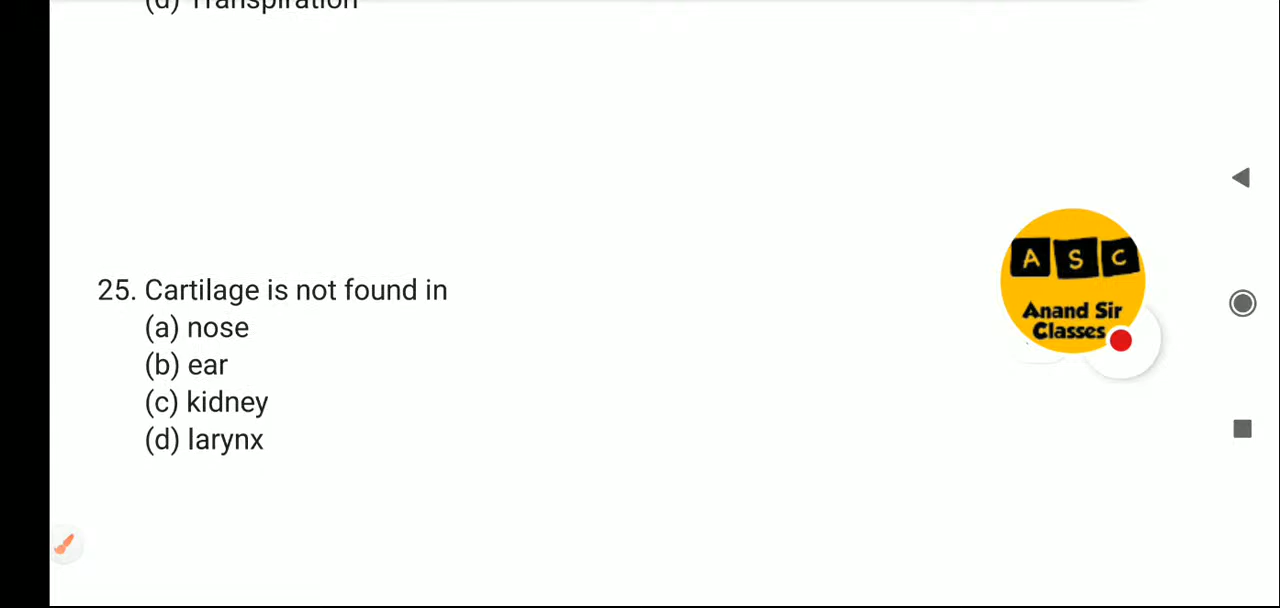 (d) Transpiration
25. Cartilage is not found in
(a) nose
(b) ear
(c) kidney
(d) larynx
A S C
Anand Sir
Classes